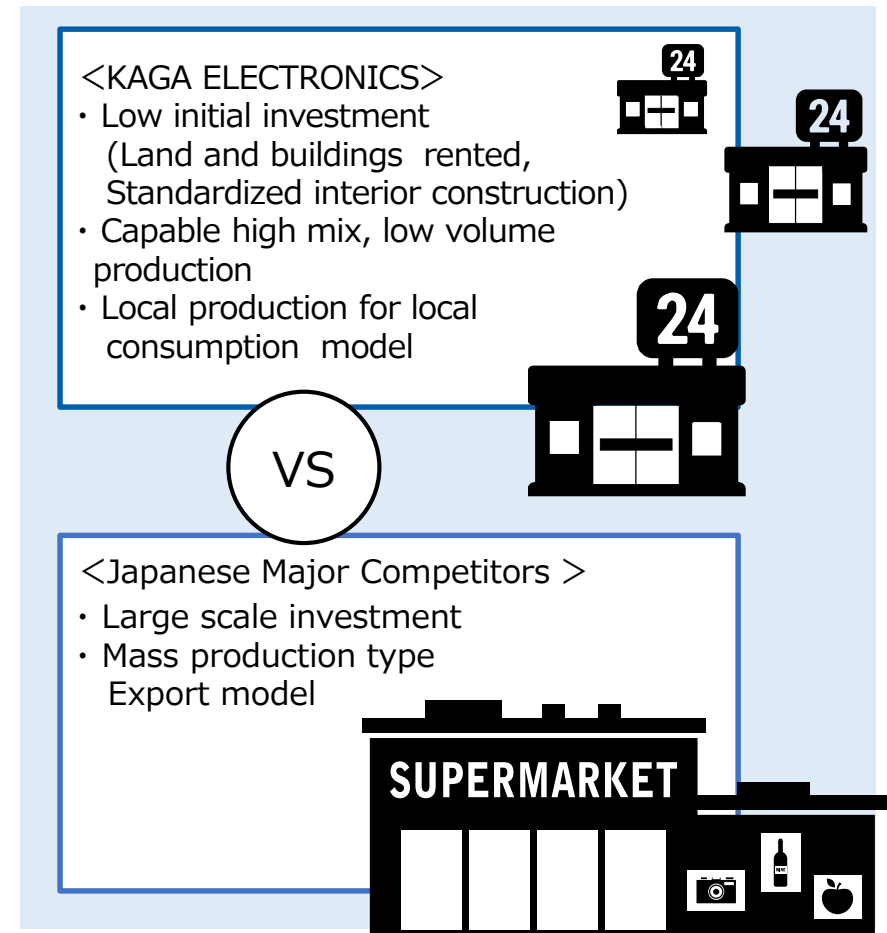 <KAGA ELECTRONICS>
・Low initial investment
(Land and buildings rented,
Standardized interior construction)
・Capable high mix, low volume
production
・Local production for local
consumption model
24
24
24
VS
<Japanese Major Competitors >
・Large scale investment
・Mass production type
Export model
SUPERMARKET